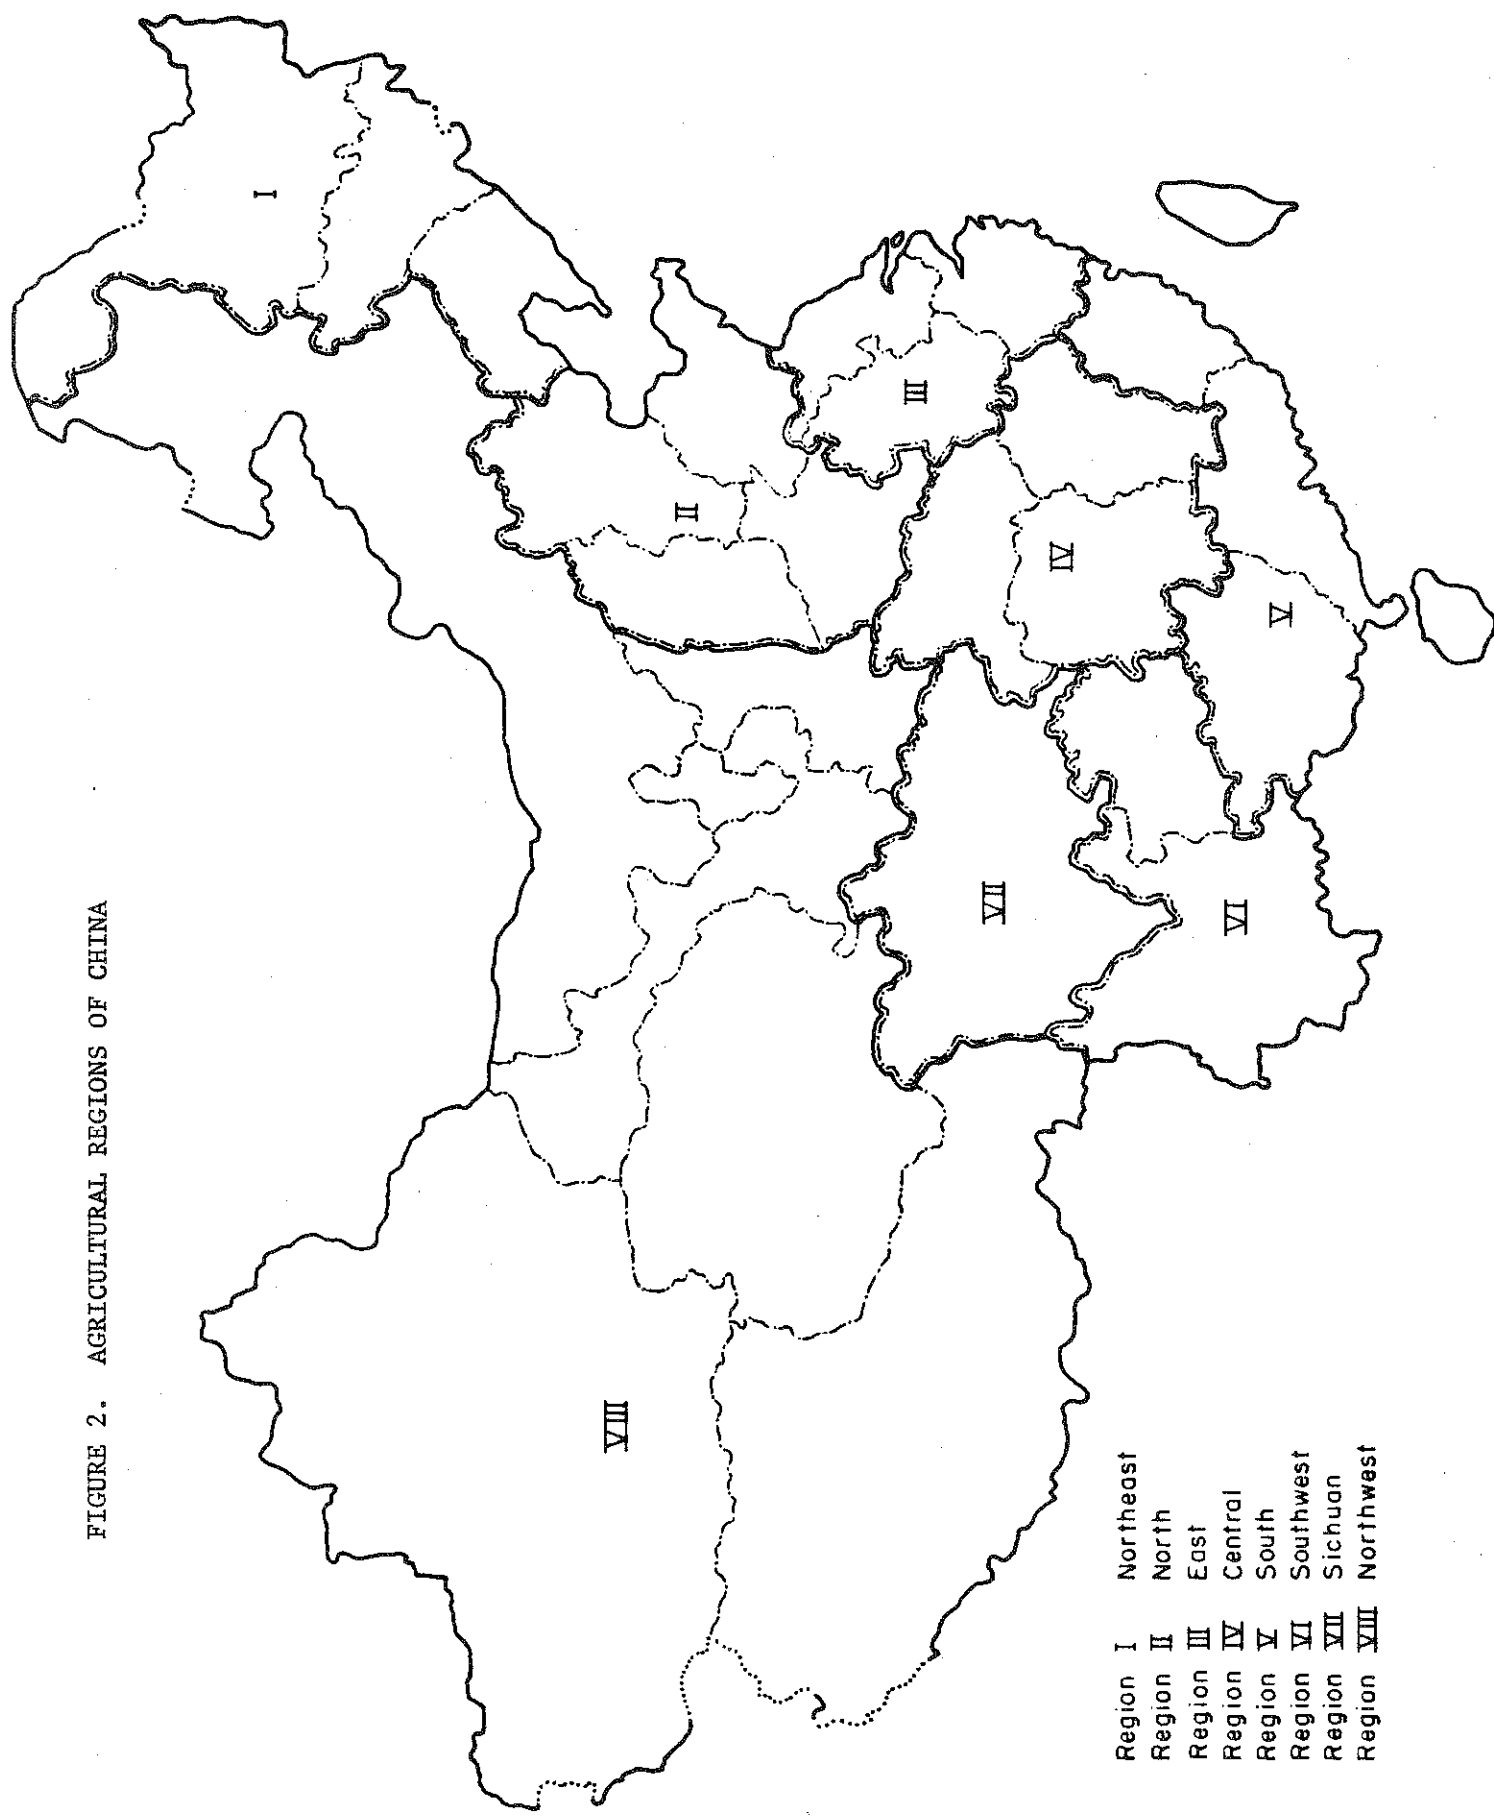 FIGURE 2. AGRICULTURAL REGIONS OF CHINA
I
II
III
IV
V
VI
VII
VIII
Region I Northeast
Region II North
Region III East
Region IV Central
Region V South
Region VI Southwest
Region VII Sichuan
Region VIII Northwest